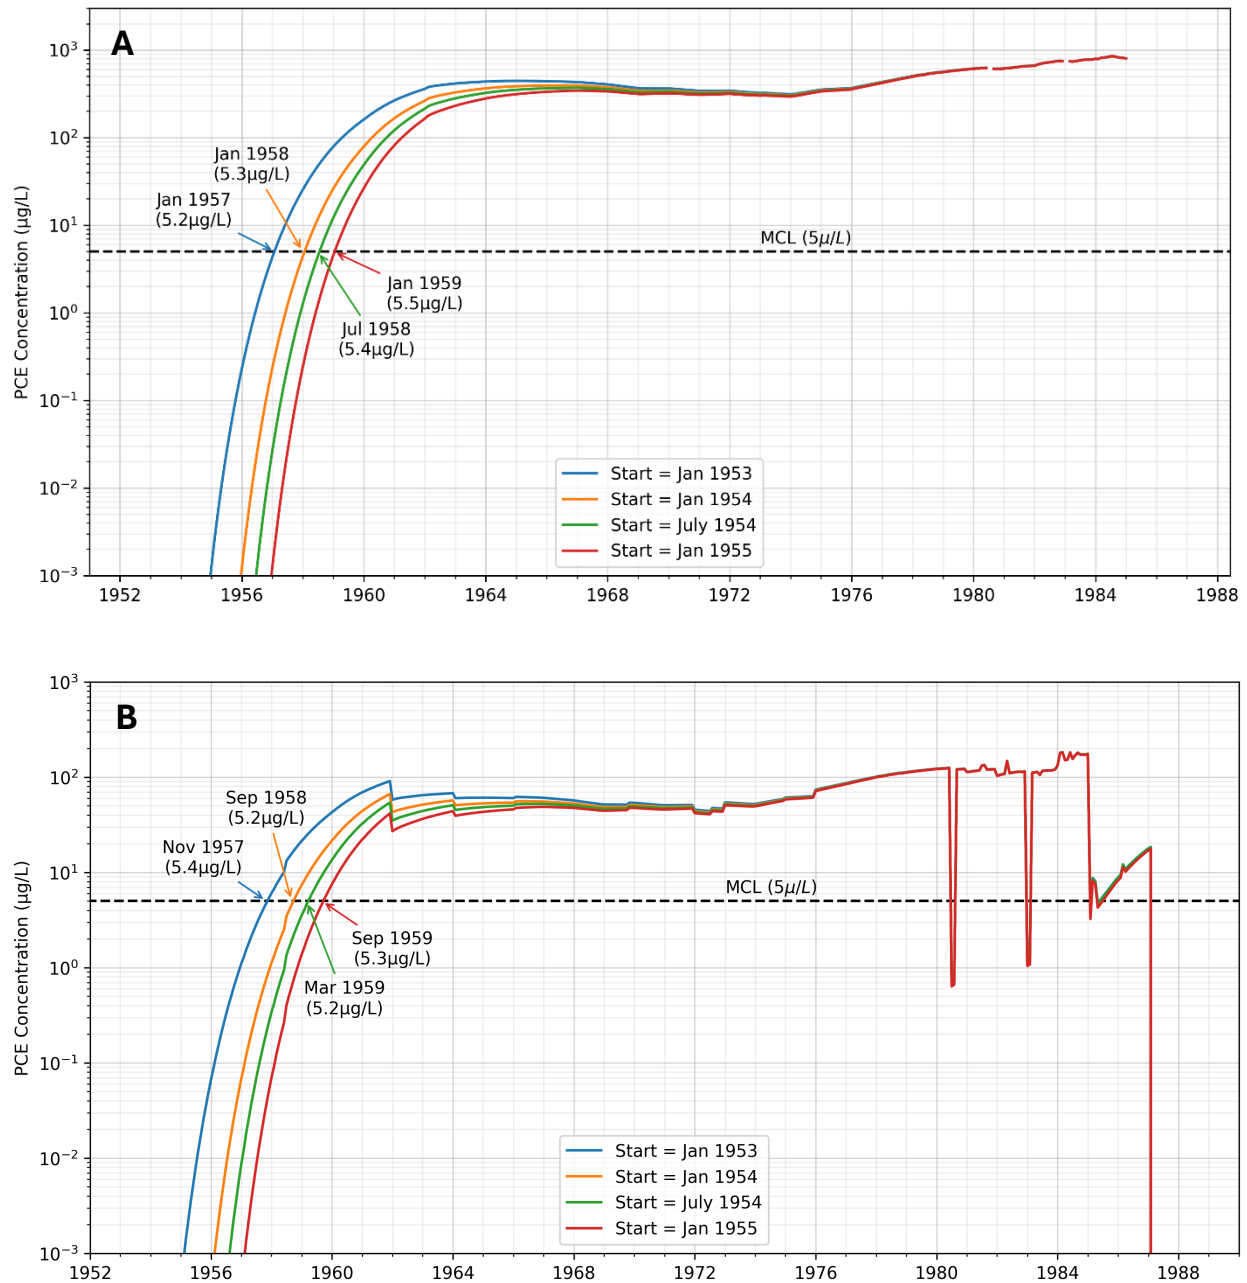 A
10³
10²
10¹
10⁰
10⁻¹
10⁻²
10⁻³
PCE Concentration (µg/L)
Jan 1958
(5.3µg/L)
Jan 1957
(5.2µg/L)
MCL (5µ/L)
Jan 1959
(5.5µg/L)
Jul 1958
(5.4µg/L)
Start = Jan 1953
Start = Jan 1954
Start = July 1954
Start = Jan 1955
1952 1956 1960 1964 1968 1972 1976 1980 1984 1988
B
10³
10²
10¹
10⁰
10⁻¹
10⁻²
10⁻³
PCE Concentration (µg/L)
Sep 1958
(5.2µg/L)
Nov 1957
(5.4µg/L)
MCL (5µ/L)
Sep 1959
(5.3µg/L)
Mar 1959
(5.2µg/L)
Start = Jan 1953
Start = Jan 1954
Start = July 1954
Start = Jan 1955
1952 1956 1960 1964 1968 1972 1976 1980 1984 1988